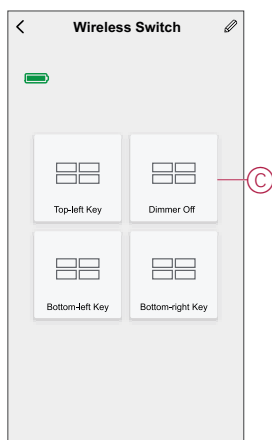 Wireless Switch
C
Top-left Key
Dimmer Off
Bottom-left Key
Bottom-right Key